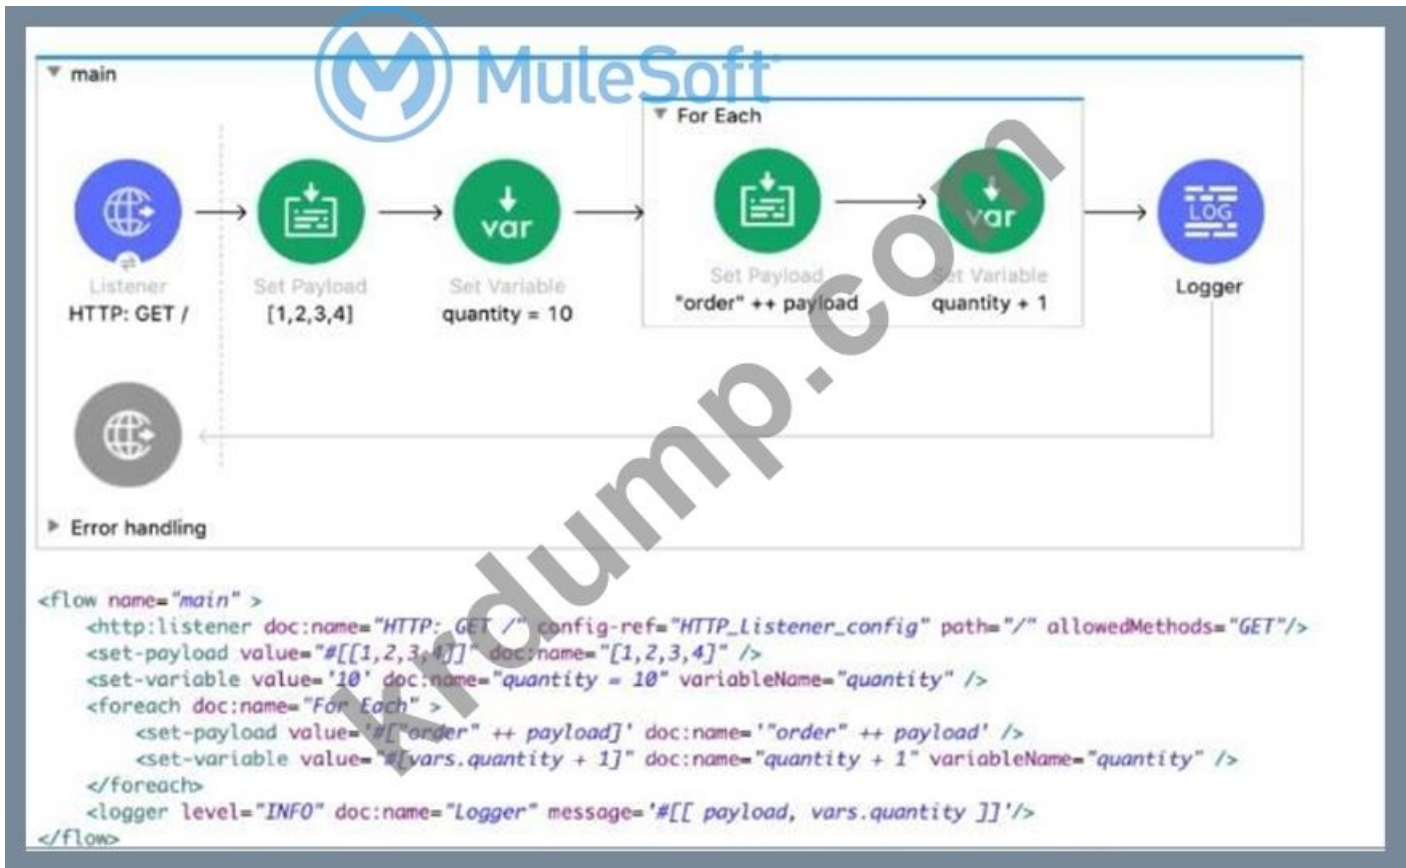 MuleSoft
main
For Each
var
var
LOG
Listener
HTTP: GET /
Set Payload
[1,2,3,4]
Set Variable
quantity = 10
Set Payload
"order" ++ payload
Set Variable
quantity + 1
Logger
Error handling
krdump.com
<flow name="main" >
<http:listener doc:name="HTTP: GET /" config-ref="HTTP_Listener_config" path="/" allowedMethods="GET"/>
<set-payload value="#[[1,2,3,4]]" doc:name="[1,2,3,4]" />
<set-variable value='10' doc:name="quantity = 10" variableName="quantity" />
<foreach doc:name="For Each" >
<set-payload value='#["order" ++ payload]' doc:name='"order" ++ payload' />
<set-variable value="#[vars.quantity + 1]" doc:name="quantity + 1" variableName="quantity" />
</foreach>
<logger level="INFO" doc:name="Logger" message='#[[ payload, vars.quantity ]]'/>
</flow>